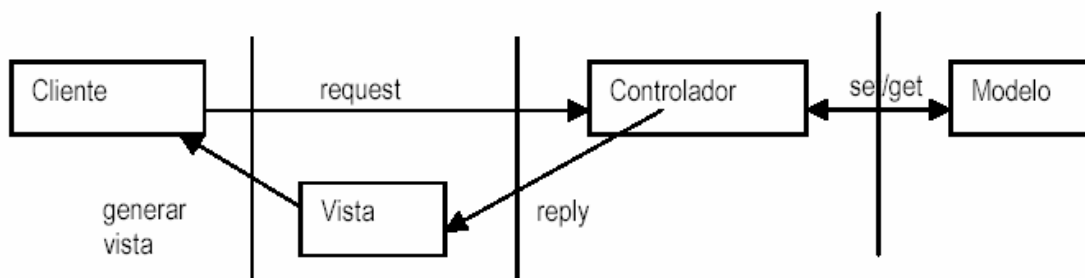 Cliente
request
Controlador
set/get
Modelo
generar
vista
Vista
reply